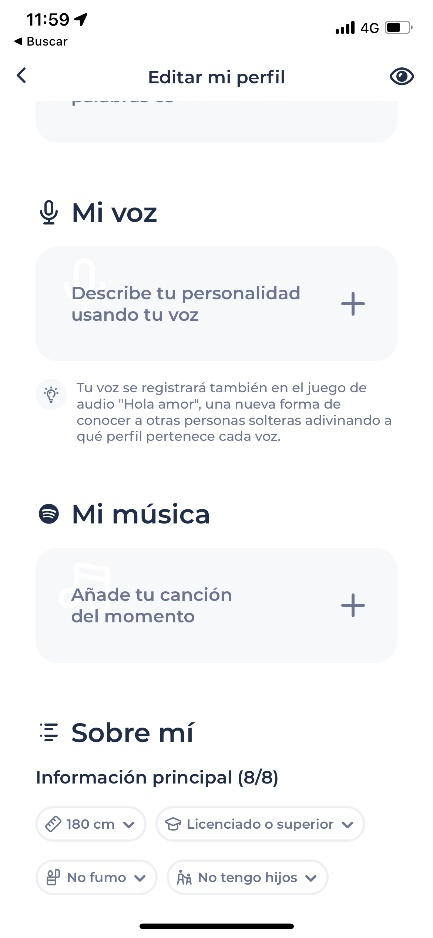 11:59
4G
Buscar
Editar mi perfil
Mi voz
Describe tu personalidad
usando tu voz
Tu voz se registrará también en el juego de
audio "Hola amor", una nueva forma de
conocer a otras personas solteras adivinando a
qué perfil pertenece cada voz.
Mi música
Añade tu canción
del momento
Sobre mí
Información principal (8/8)
180 cm
Licenciado o superior
No fumo
No tengo hijos